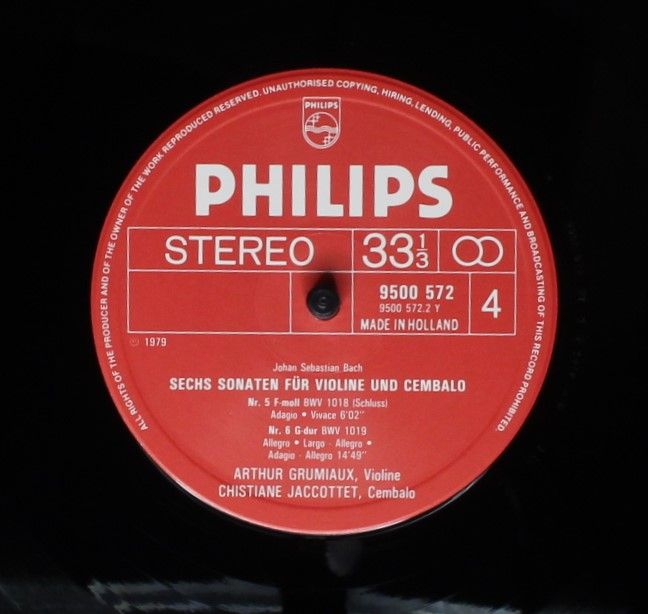 ALL RIGHTS OF THE PRODUCER AND OF THE OWNER OF THE WORK REPRODUCED RESERVED. UNAUTHORISED COPYING, HIRING, LENDING, PUBLIC PERFORMANCE AND BROADCASTING OF THIS RECORD PROHIBITED.
PHILIPS
PHILIPS
STEREO 33 1/3
9500 572
9500 572.2 Y
MADE IN HOLLAND
4
℗ 1979
Johan Sebastian Bach
SECHS SONATEN FÜR VIOLINE UND CEMBALO
Nr. 5 F-moll BWV 1018 (Schluss)
Adagio • Vivace 6'02"
Nr. 6 G-dur BWV 1019
Allegro • Largo - Allegro •
Adagio - Allegro 14'49"
ARTHUR GRUMIAUX, Violine
CHISTIANE JACCOTTET, Cembalo